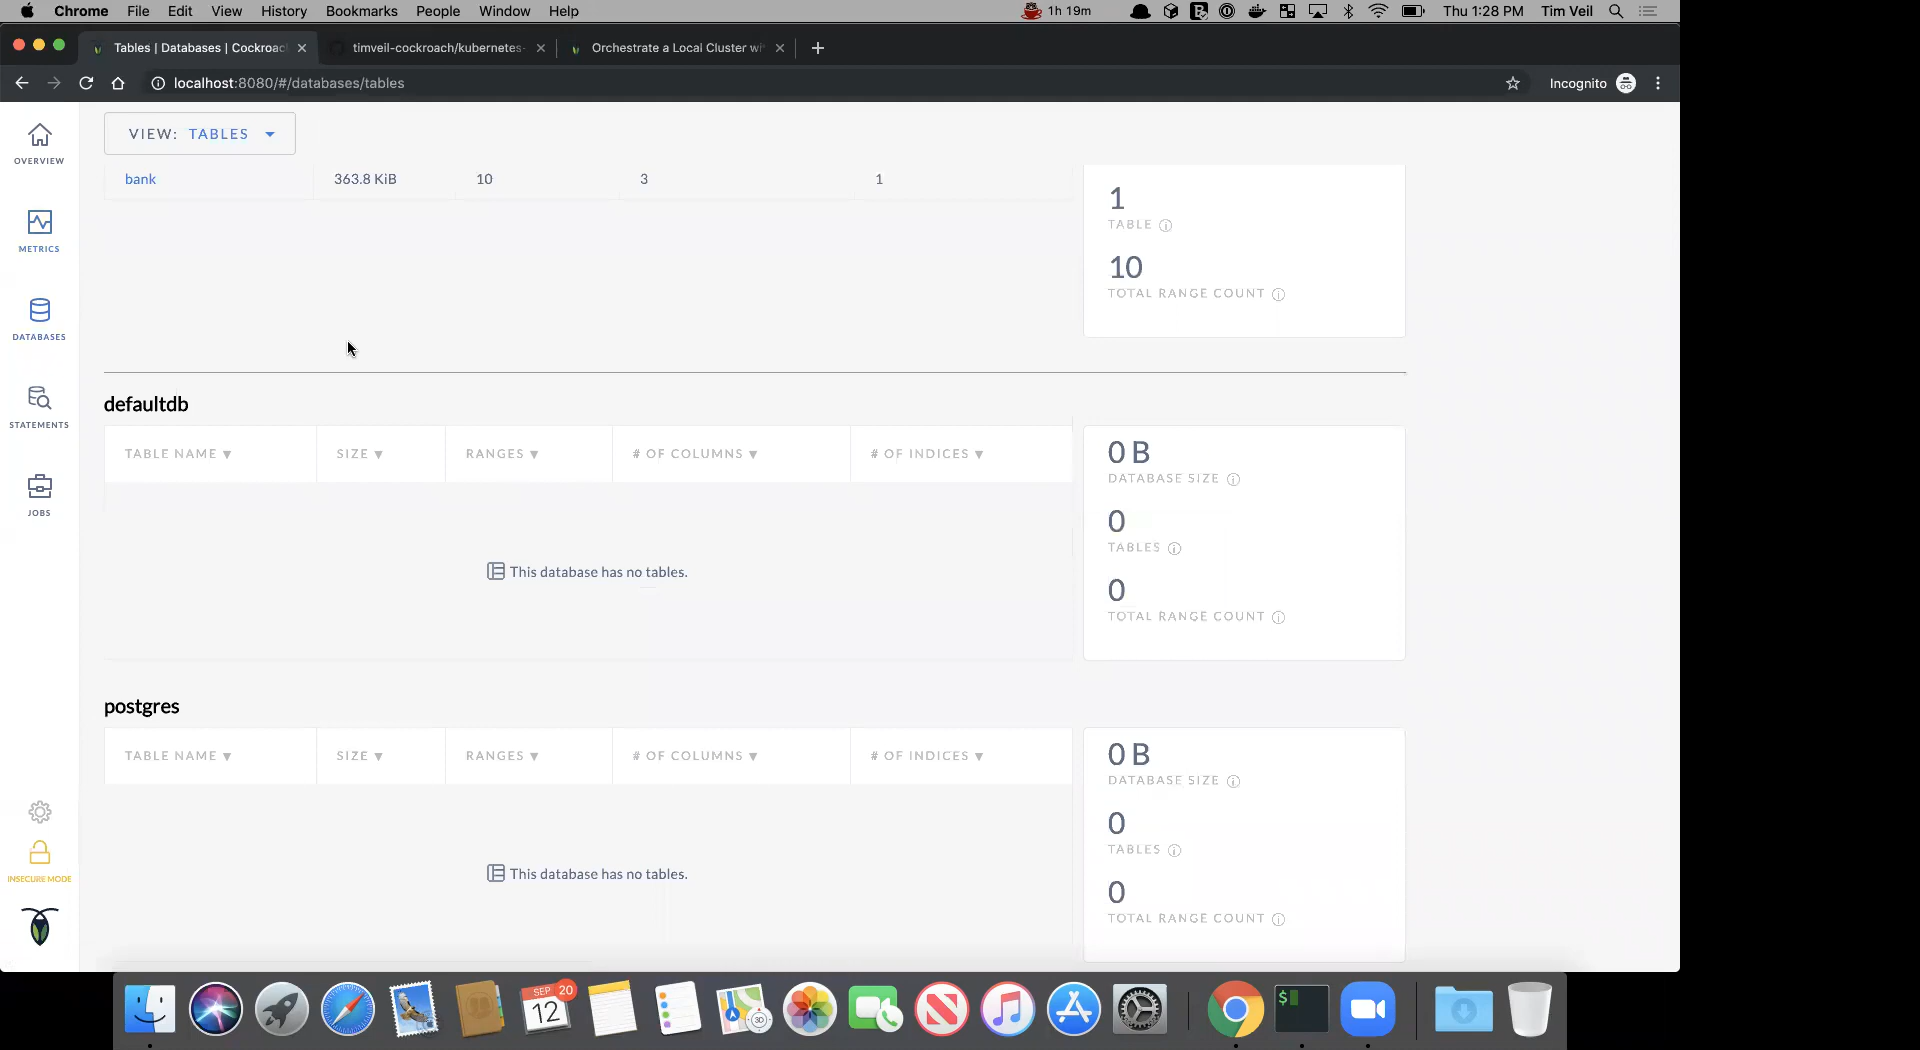 Chrome File Edit View History Bookmarks People Window Help 1h 19m Thu 1:28 PM Tim Veil
Tables | Databases | Cockroac timveil-cockroach/kubernetes- Orchestrate a Local Cluster wi
localhost:8080/#/databases/tables Incognito
VIEW: TABLES
OVERVIEW
METRICS
DATABASES
STATEMENTS
JOBS
INSECURE MODE
bank 363.8 KiB 10 3 1
1
TABLE
10
TOTAL RANGE COUNT
defaultdb
TABLE NAME ▼ SIZE ▼ RANGES ▼ # OF COLUMNS ▼ # OF INDICES ▼
This database has no tables.
0 B
DATABASE SIZE
0
TABLES
0
TOTAL RANGE COUNT
postgres
TABLE NAME ▼ SIZE ▼ RANGES ▼ # OF COLUMNS ▼ # OF INDICES ▼
This database has no tables.
0 B
DATABASE SIZE
0
TABLES
0
TOTAL RANGE COUNT
SEP 20
12
30
$